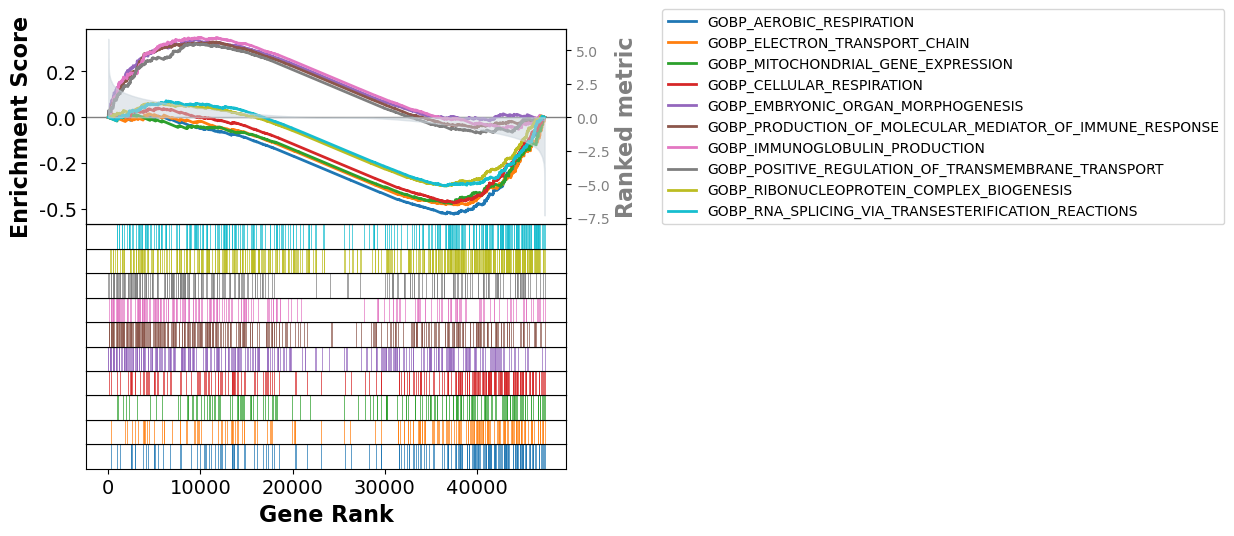 Enrichment Score
0.2
0.0
-0.2
-0.5
5.0
2.5
0.0
−2.5
−5.0
−7.5
Ranked metric
GOBP_AEROBIC_RESPIRATION
GOBP_ELECTRON_TRANSPORT_CHAIN
GOBP_MITOCHONDRIAL_GENE_EXPRESSION
GOBP_CELLULAR_RESPIRATION
GOBP_EMBRYONIC_ORGAN_MORPHOGENESIS
GOBP_PRODUCTION_OF_MOLECULAR_MEDIATOR_OF_IMMUNE_RESPONSE
GOBP_IMMUNOGLOBULIN_PRODUCTION
GOBP_POSITIVE_REGULATION_OF_TRANSMEMBRANE_TRANSPORT
GOBP_RIBONUCLEOPROTEIN_COMPLEX_BIOGENESIS
GOBP_RNA_SPLICING_VIA_TRANSESTERIFICATION_REACTIONS
0 10000 20000 30000 40000
Gene Rank